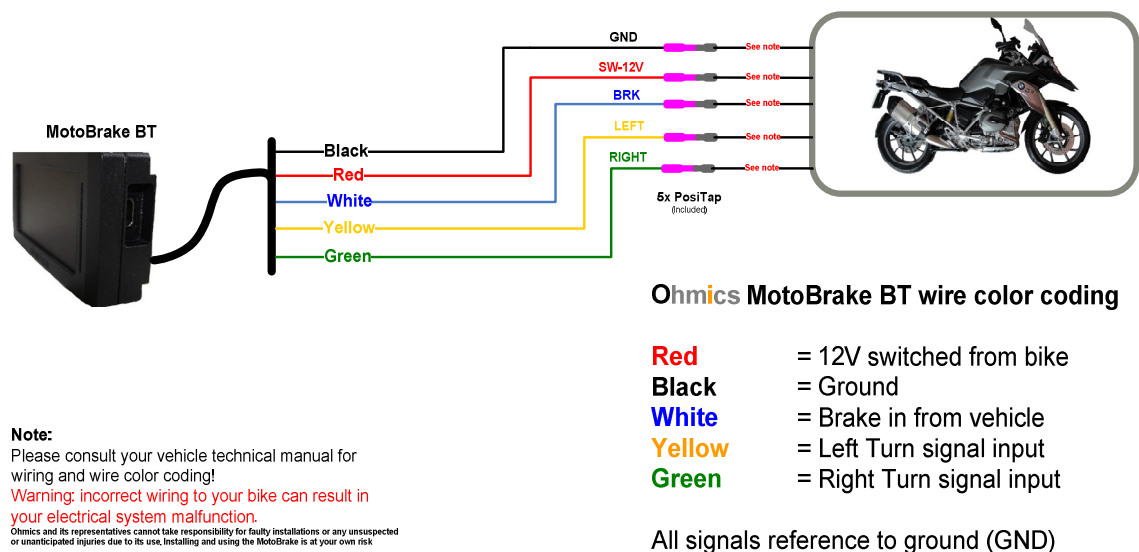 GND
See note
SW-12V
See note
BRK
See note
MotoBrake BT
LEFT
See note
Black
RIGHT
See note
Red
White
5x PosiTap
(Included)
Yellow
Green
Ohmics MotoBrake BT wire color coding
Red = 12V switched from bike
Black = Ground
White = Brake in from vehicle
Yellow = Left Turn signal input
Green = Right Turn signal input
All signals reference to ground (GND)
Note:
Please consult your vehicle technical manual for
wiring and wire color coding!
Warning: incorrect wiring to your bike can result in
your electrical system malfunction.
Ohmics and its representatives cannot take responsibility for faulty installations or any unsuspected
or unanticipated injuries due to its use, Installing and using the MotoBrake is at your own risk